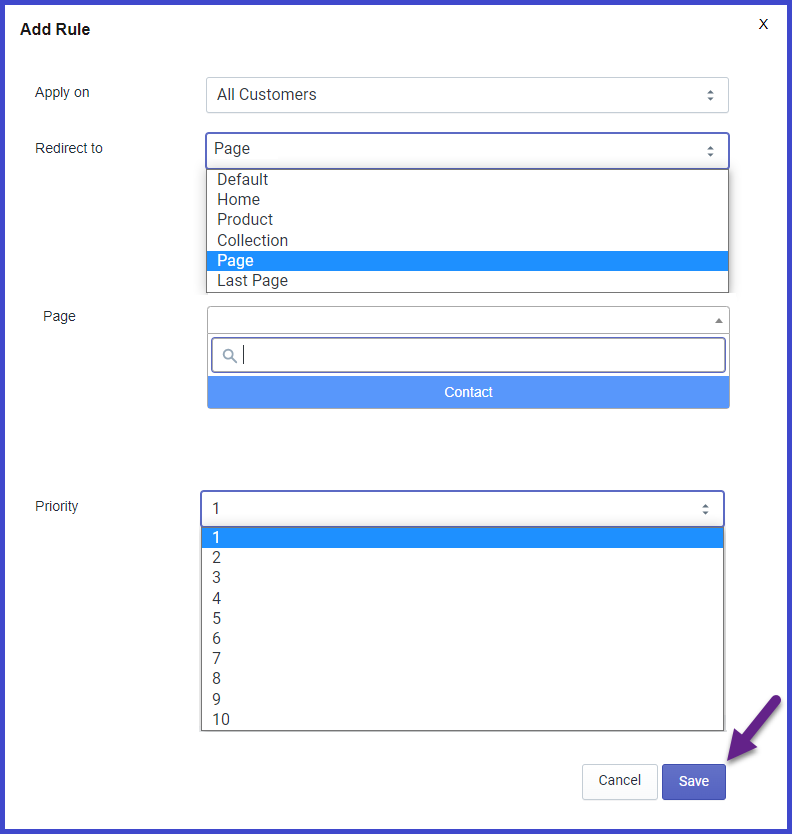 Add Rule
X
Apply on
All Customers
Redirect to
Page
Default
Home
Product
Collection
Page
Last Page
Page
Contact
Priority
1
1
2
3
4
5
6
7
8
9
10
Cancel
Save